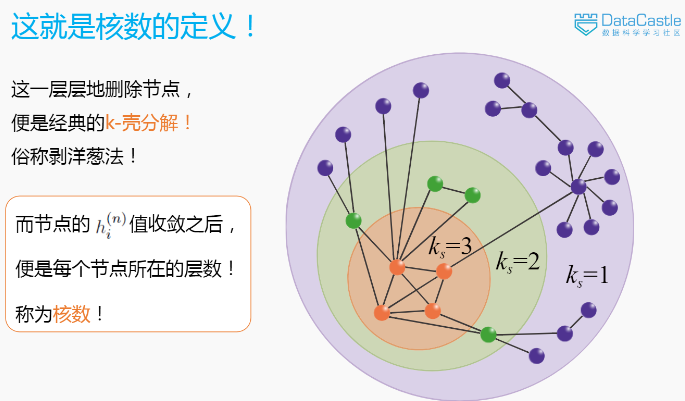 这就是核数的定义！
DataCastle
数据科学学习社区
这一层层地删除节点，
便是经典的k-壳分解！
俗称剥洋葱法！
而节点的 h_i^(n) 值收敛之后，
便是每个节点所在的层数！
称为核数！
k_s=3
k_s=2
k_s=1